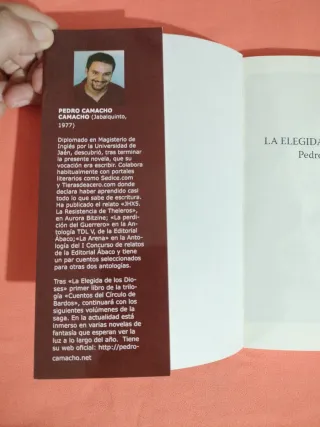 PEDRO CAMACHO
CAMACHO (Jabalquinto,
1977)
Diplomado en Magisterio de
Inglés por la Universidad de
Jaén, descubrió, tras terminar
la presente novela, que su
vocación era escribir. Colabora
habitualmente con portales
literarios como Sedice.com
y Tierasdeacero.com donde
declara haber aprendido casi
todo lo que sabe de escritura.
Ha publicado el relato «JHX5.
La Resistencia de Theleros»,
en Aurora Bitzine; «La perdi-
ción del Guerrero» en la An-
tología TDL V, de la Editorial
Ábaco;«La Arena» en la Anto-
logía del I Concurso de relatos
de la Editorial Ábaco y tiene
un par cuentos seleccionados
para otras dos antologías.
Tras «La Elegida de los Dio-
ses» primer libro de la trilo-
gía «Cuentos del Círculo de
Bardos», continuará con los
siguientes volúmenes de la
saga. En la actualidad está
inmerso en varias novelas de
fantasía que esperan ver la
luz a lo largo del año. Tiene
su web oficial: http://pedro-
camacho.net
LA ELEGIDA
Pedro